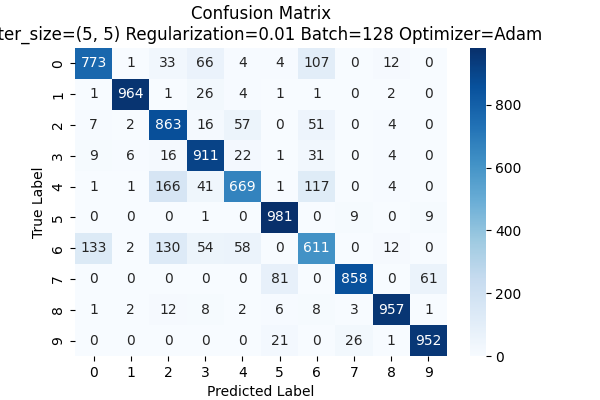 Confusion Matrix
ter_size=(5, 5) Regularization=0.01 Batch=128 Optimizer=Adam
0 773 1 33 66 4 4 107 0 12 0
1 1 964 1 26 4 1 1 0 2 0
2 7 2 863 16 57 0 51 0 4 0
3 9 6 16 911 22 1 31 0 4 0
4 1 1 166 41 669 1 117 0 4 0
5 0 0 0 1 0 981 0 9 0 9
6 133 2 130 54 58 0 611 0 12 0
7 0 0 0 0 0 81 0 858 0 61
8 1 2 12 8 2 6 8 3 957 1
9 0 0 0 0 0 21 0 26 1 952
0 1 2 3 4 5 6 7 8 9
Predicted Label
True Label
800
600
400
200
0